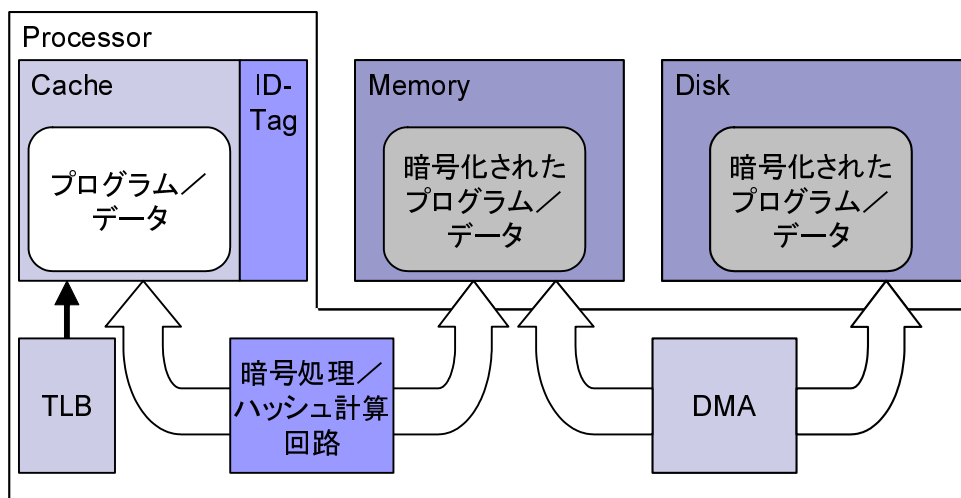 Processor
Cache
ID-
Tag
プログラム／
データ
Memory
暗号化された
プログラム／
データ
Disk
暗号化された
プログラム／
データ
TLB
暗号処理／
ハッシュ計算
回路
DMA